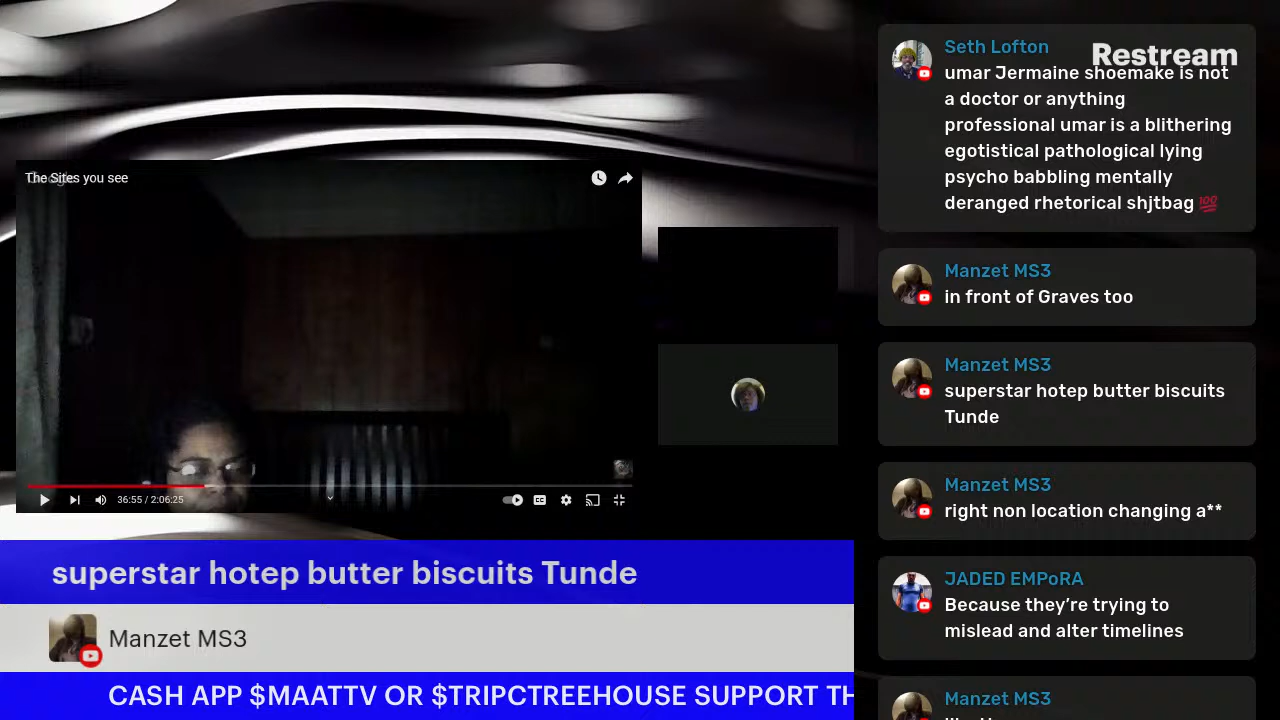 The Sites you see
36:55 / 2:06:25
superstar hotep butter biscuits Tunde
Manzet MS3
CASH APP $MAATTV OR $TRIPCTREEHOUSE SUPPORT TH
Restream
Seth Lofton
umar Jermaine shoemake is not
a doctor or anything
professional umar is a blithering
egotistical pathological lying
psycho babbling mentally
deranged rhetorical shjtbag 💯
Manzet MS3
in front of Graves too
Manzet MS3
superstar hotep butter biscuits
Tunde
Manzet MS3
right non location changing a**
JADED EMPoRA
Because they’re trying to
mislead and alter timelines
Manzet MS3